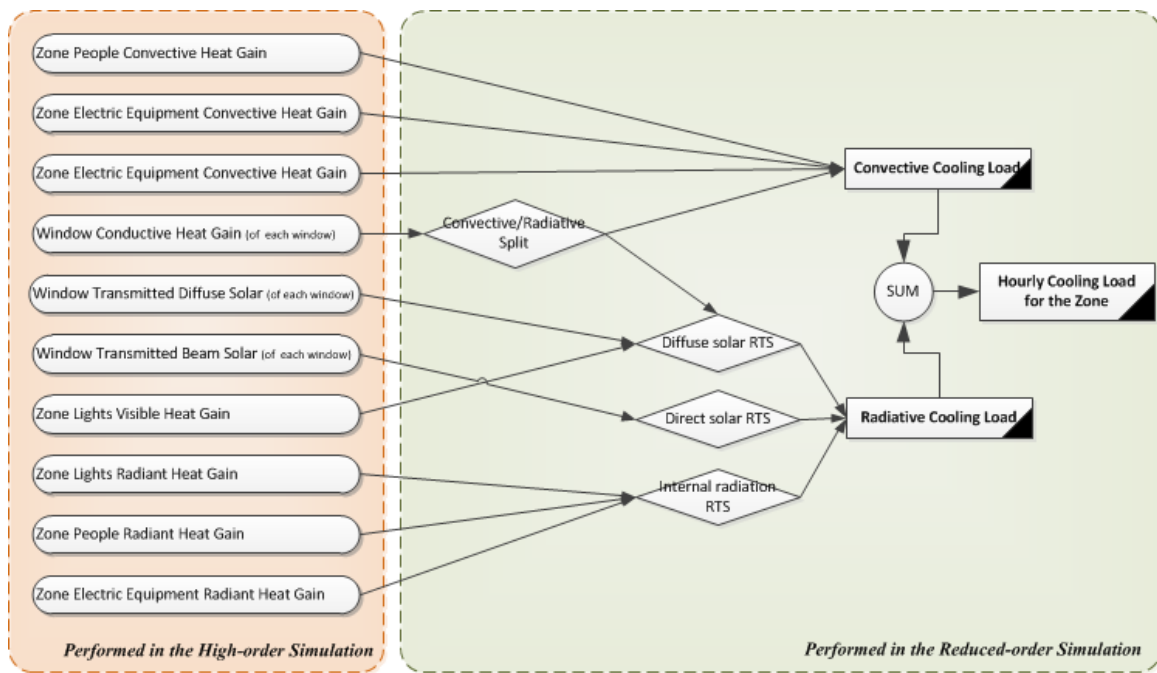 Zone People Convective Heat Gain
Zone Electric Equipment Convective Heat Gain
Zone Electric Equipment Convective Heat Gain
Window Conductive Heat Gain (of each window)
Window Transmitted Diffuse Solar (of each window)
Window Transmitted Beam Solar (of each window)
Zone Lights Visible Heat Gain
Zone Lights Radiant Heat Gain
Zone People Radiant Heat Gain
Zone Electric Equipment Radiant Heat Gain
Performed in the High-order Simulation
Convective/Radiative
Split
Diffuse solar RTS
Direct solar RTS
Internal radiation
RTS
Convective Cooling Load
SUM
Hourly Cooling Load
for the Zone
Radiative Cooling Load
Performed in the Reduced-order Simulation